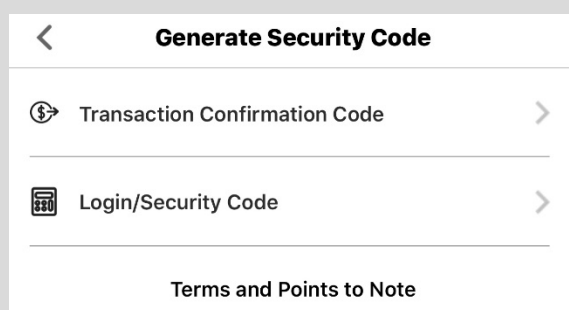 Generate Security Code
Transaction Confirmation Code
Login/Security Code
Terms and Points to Note